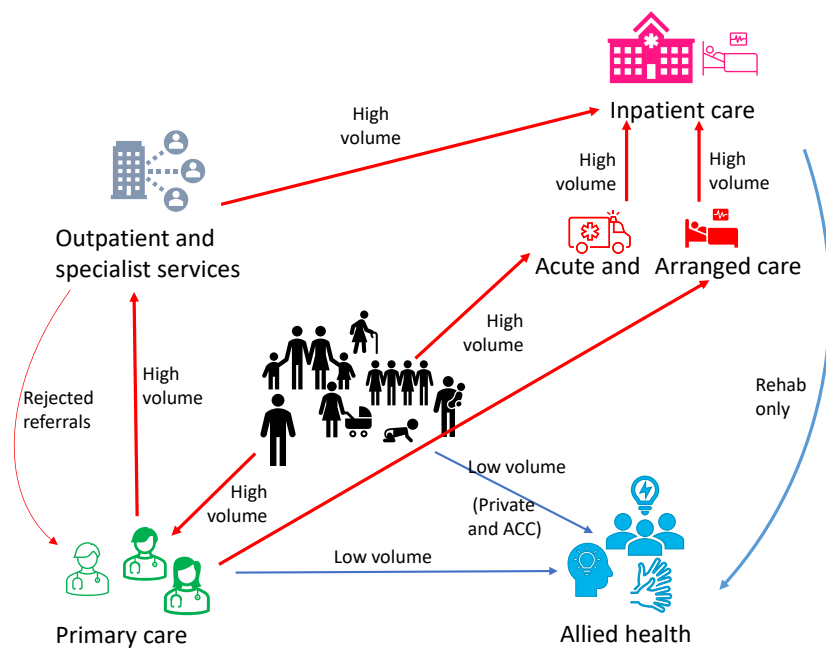 Inpatient care
High
volume
High
volume
High
volume
Outpatient and
specialist services
Acute and
Arranged care
High
volume
High
volume
Rejected
referrals
Rehab
only
High
volume
Low volume
(Private
and ACC)
Low volume
Primary care
Allied health